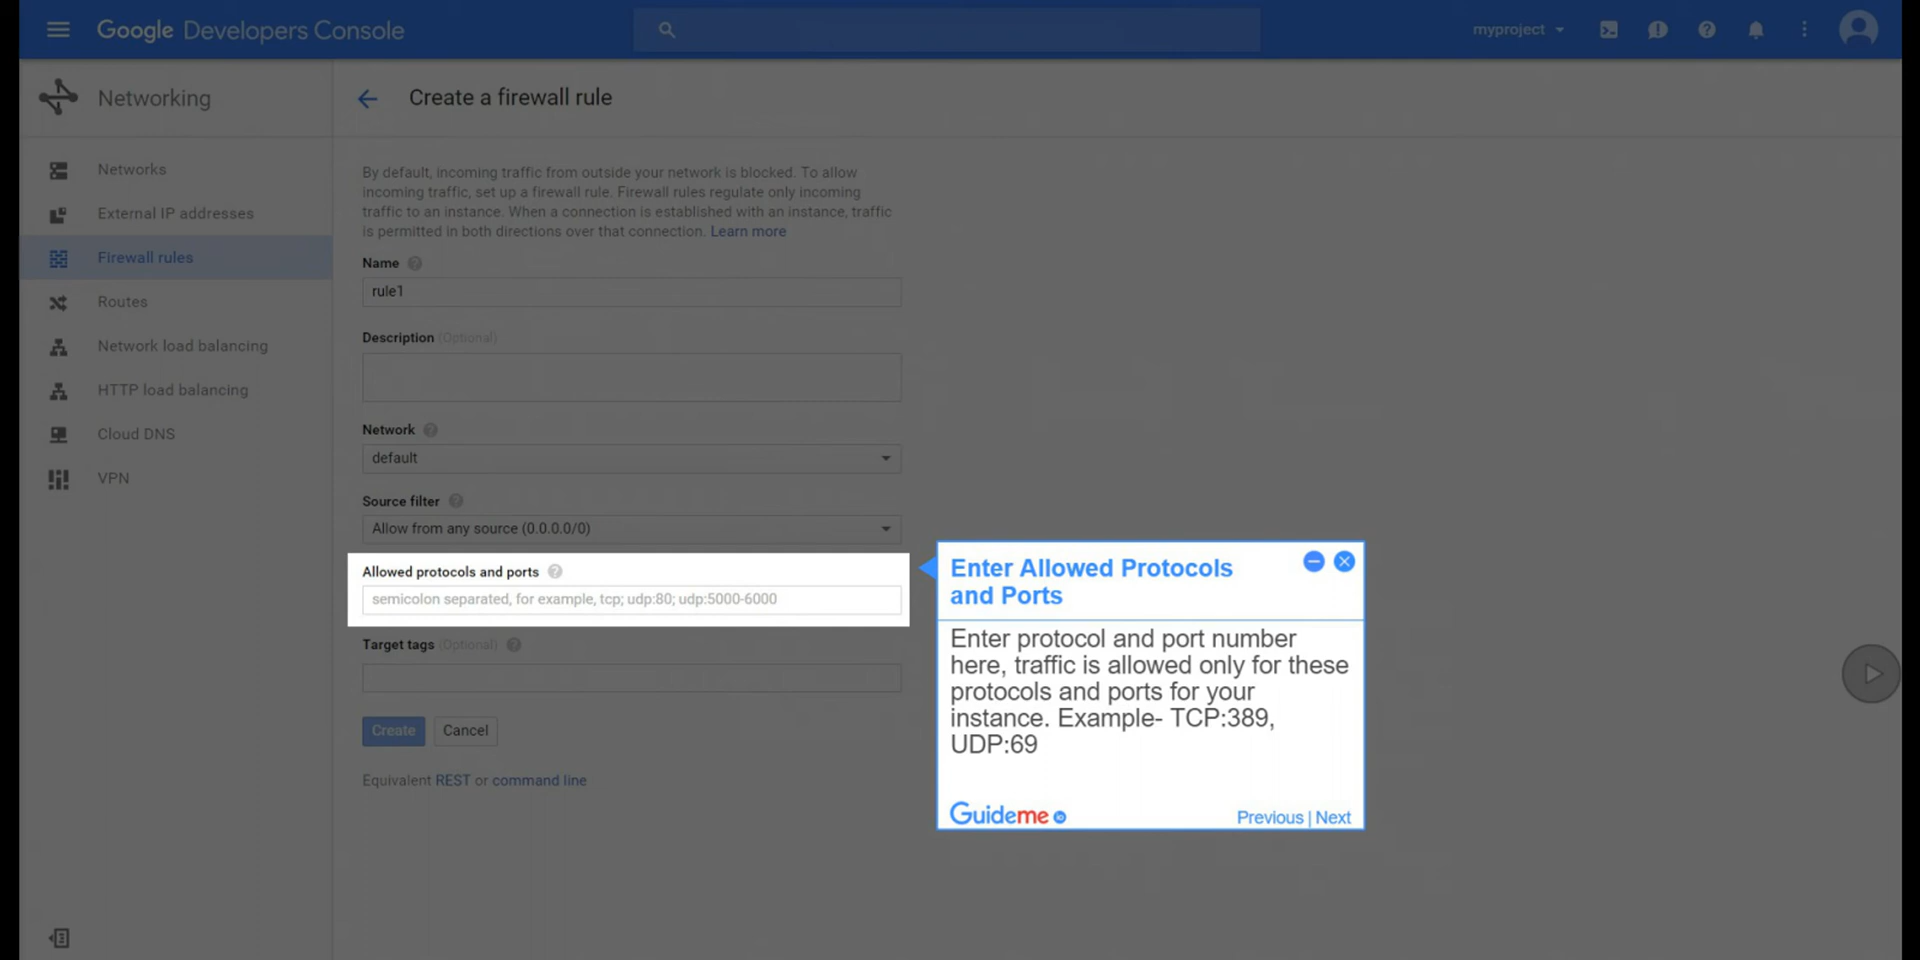 Google Developers Console
myproject
Networking
Create a firewall rule
Networks
External IP addresses
Firewall rules
Routes
Network load balancing
HTTP load balancing
Cloud DNS
VPN
By default, incoming traffic from outside your network is blocked. To allow
incoming traffic, set up a firewall rule. Firewall rules regulate only incoming
traffic to an instance. When a connection is established with an instance, traffic
is permitted in both directions over that connection. Learn more
Name
rule1
Description (Optional)
Network
default
Source filter
Allow from any source (0.0.0.0/0)
Allowed protocols and ports
semicolon separated, for example, tcp; udp:80; udp:5000-6000
Target tags (Optional)
Create
Cancel
Equivalent REST or command line
Enter Allowed Protocols
and Ports
Enter protocol and port number
here, traffic is allowed only for these
protocols and ports for your
instance. Example- TCP:389,
UDP:69
Guideme io
Previous | Next